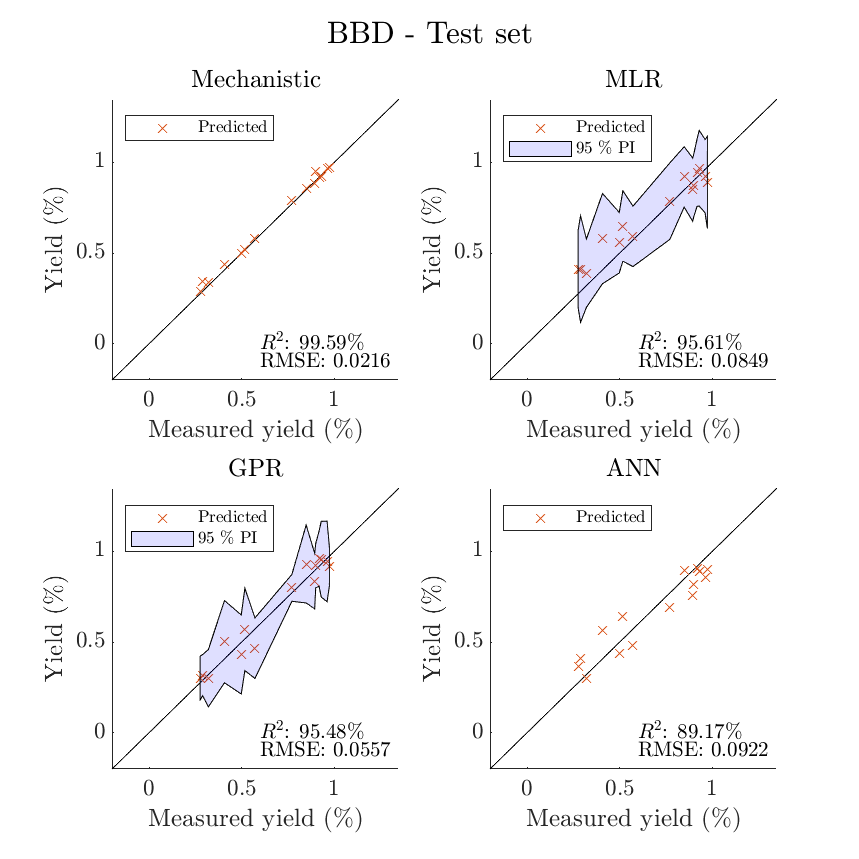 BBD - Test set
Mechanistic
Predicted
1
0.5
0
Yield (%)
R²: 99.59%
RMSE: 0.0216
0 0.5 1
Measured yield (%)
MLR
Predicted
95 % PI
1
0.5
0
Yield (%)
R²: 95.61%
RMSE: 0.0849
0 0.5 1
Measured yield (%)
GPR
Predicted
95 % PI
1
0.5
0
Yield (%)
R²: 95.48%
RMSE: 0.0557
0 0.5 1
Measured yield (%)
ANN
Predicted
1
0.5
0
Yield (%)
R²: 89.17%
RMSE: 0.0922
0 0.5 1
Measured yield (%)